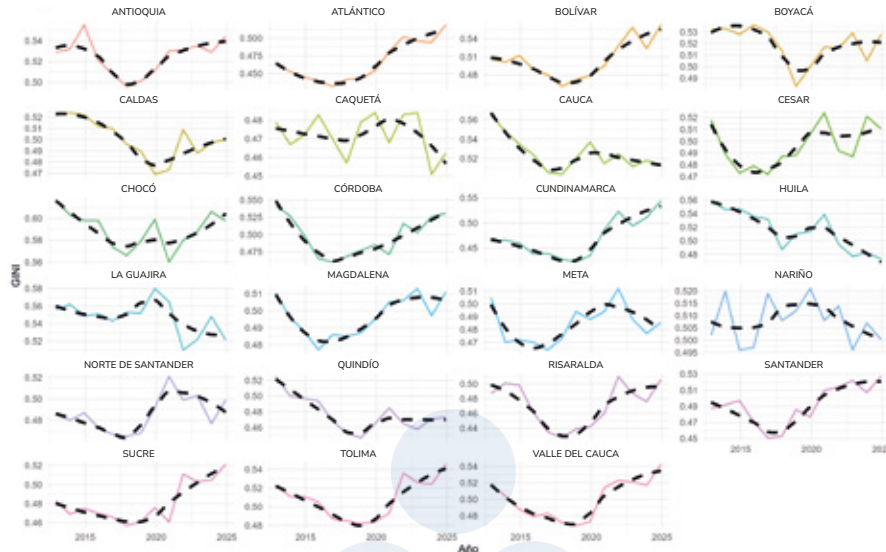 ANTIOQUIA ATLÁNTICO BOLÍVAR BOYACÁ
0.54 0.50 0.500 0.450 0.51 0.48 0.53 0.52 0.51 0.50 0.49
CALDAS CAQUETÁ CAUCA CESAR
0.52 0.51 0.50 0.49 0.48 0.47 0.48 0.47 0.46 0.45 0.56 0.54 0.52 0.52 0.51 0.50 0.49 0.48 0.47
CHOCÓ CÓRDOBA CUNDINAMARCA HUILA
0.60 0.58 0.56 0.550 0.525 0.500 0.475 0.55 0.50 0.45 0.56 0.54 0.52 0.50 0.48
GINI
LA GUAJIRA MAGDALENA META NARIÑO
0.58 0.56 0.54 0.52 0.51 0.50 0.49 0.48 0.50 0.49 0.48 0.47 0.520 0.515 0.510 0.505 0.500 0.495
NORTE DE SANTANDER QUINDÍO RISARALDA SANTANDER
0.52 0.50 0.48 0.52 0.50 0.48 0.46 0.50 0.48 0.46 0.44 0.53 0.51 0.49 0.47 0.45
2015 2020 2025
SUCRE TOLIMA VALLE DEL CAUCA
0.52 0.50 0.48 0.46 0.54 0.52 0.50 0.48 0.54 0.52 0.50 0.48
2015 2020 2025 2015 2020 2025 2015 2020 2025
Año